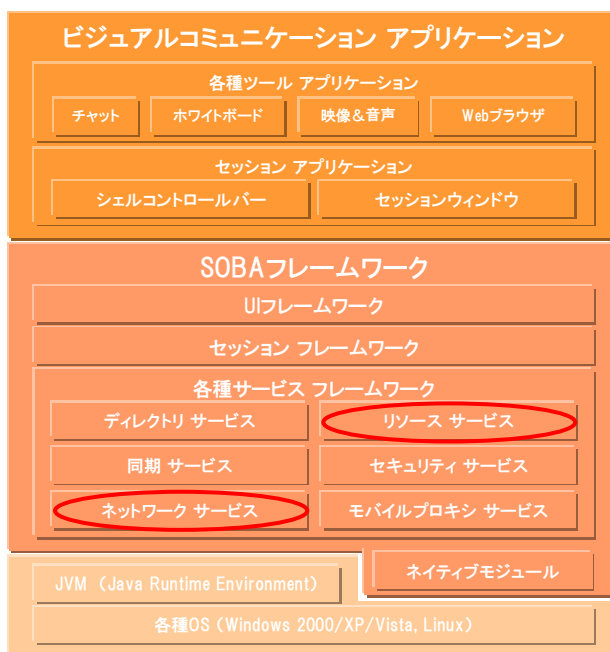 ビジュアルコミュニケーション アプリケーション
各種ツール アプリケーション
チャット ホワイトボード 映像&音声 Webブラウザ
セッション アプリケーション
シェルコントロールバー セッションウィンドウ
SOBAフレームワーク
UIフレームワーク
セッション フレームワーク
各種サービス フレームワーク
ディレクトリ サービス リソース サービス
同期 サービス セキュリティ サービス
ネットワーク サービス モバイルプロキシ サービス
ネイティブモジュール
JVM (Java Runtime Environment)
各種OS (Windows 2000/XP/Vista, Linux)